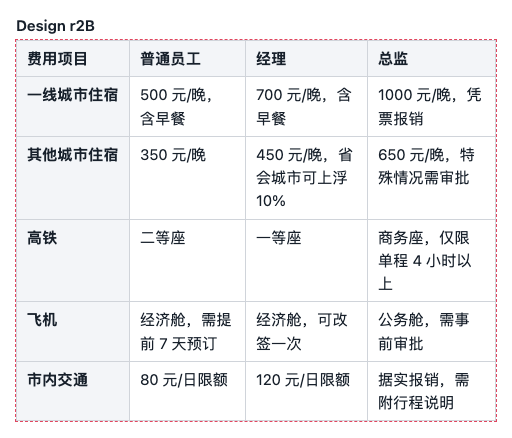 Design r2B
费用项目 普通员工 经理 总监
一线城市住宿 500 元/晚，含早餐 700 元/晚，含早餐 1000 元/晚，凭票报销
其他城市住宿 350 元/晚 450 元/晚，省会城市可上浮 10% 650 元/晚，特殊情况需审批
高铁 二等座 一等座 商务座，仅限单程 4 小时以上
飞机 经济舱，需提前 7 天预订 经济舱，可改签一次 公务舱，需事前审批
市内交通 80 元/日限额 120 元/日限额 据实报销，需附行程说明